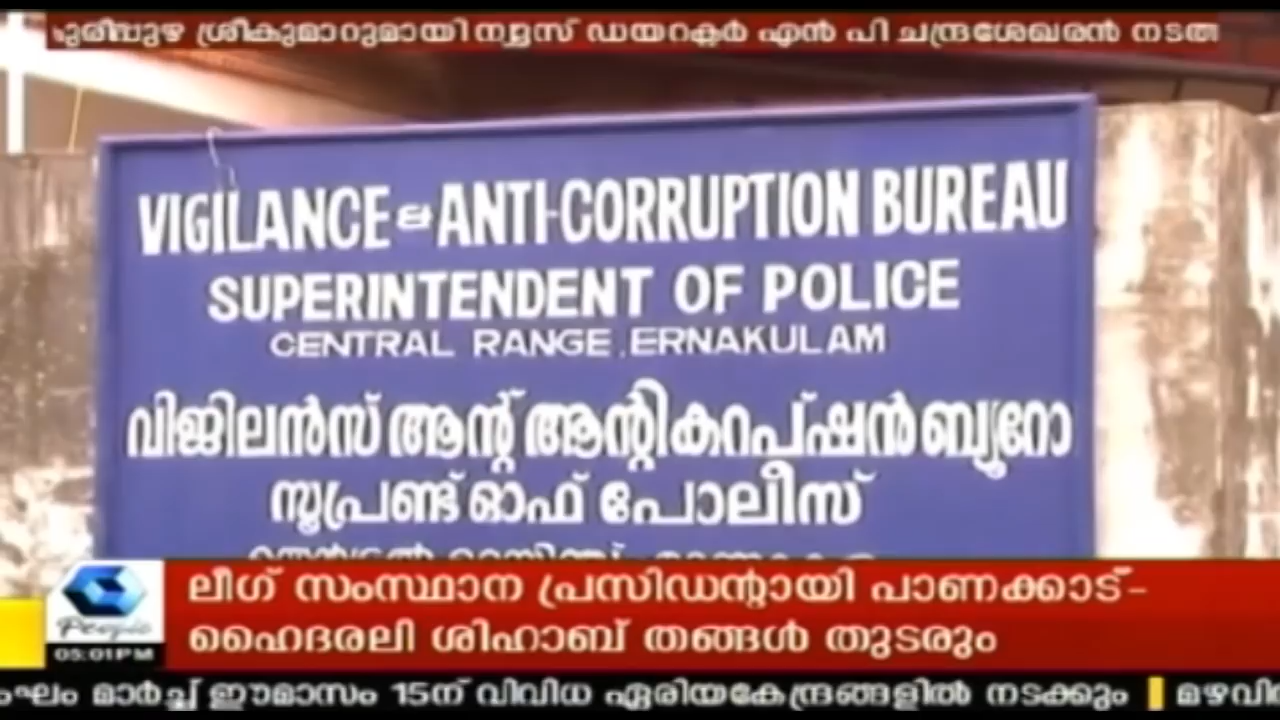 ശ്രീകുമാറുമായി ന്യൂസ് ഡയറക്ടർ എൻ പി ചന്ദ്രശേഖരൻ നടത്ത
VIGILANCE & ANTI-CORRUPTION BUREAU
SUPERINTENDENT OF POLICE
CENTRAL RANGE, ERNAKULAM
വിജിലൻസ് ആന്റ് ആന്റികറപ്ഷൻ ബ്യൂറോ
സൂപ്രണ്ട് ഓഫ് പോലീസ്
ലീഗ് സംസ്ഥാന പ്രസിഡന്റായി പാണക്കാട്-
ഹൈദരലി ശിഹാബ് തങ്ങൾ തുടരും
People
05:01PM
മാർച്ച് ഈമാസം 15ന് വിവിധ ഏരിയകേന്ദ്രങ്ങളിൽ നടക്കും